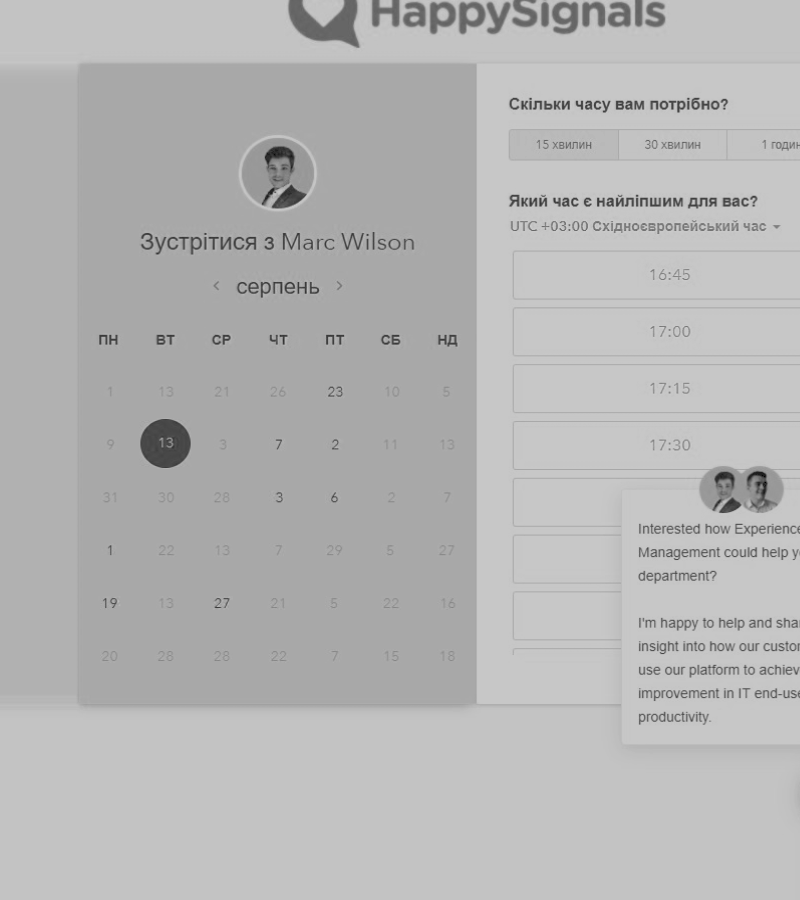 HappySignals
Зустрітися з Marc Wilson
серпень
ПН ВТ СР ЧТ ПТ СБ НД
1 13 21 26 23 10 5
9 13 3 7 2 11 13
31 30 28 3 6 2 7
1 22 13 7 29 5 27
19 13 27 21 5 22 16
20 28 28 22 7 15 18
Скільки часу вам потрібно?
15 хвилин 30 хвилин 1 годин
Який час є найліпшим для вас?
UTC +03:00 Східноєвропейський час
16:45
17:00
17:15
17:30
Interested how Experience
Management could help y
department?
I'm happy to help and shar
insight into how our custo
use our platform to achiev
improvement in IT end-use
productivity.